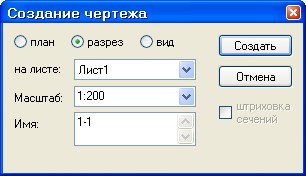 Создание чертежа
план разрез вид
Создать
на листе: Лист1
Отмена
Масштаб: 1:200
штриховка
сечений
Имя: 1-1